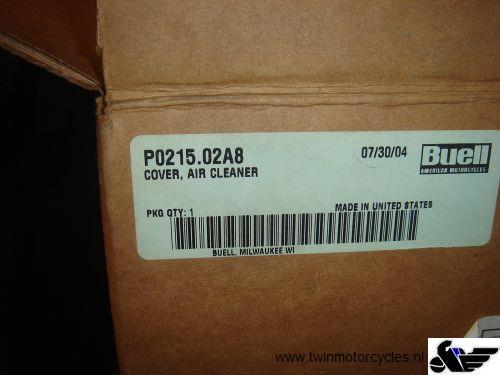 P0215.02A8 07/30/04 Buell
COVER, AIR CLEANER AMERICAN MOTORCYCLES
PKG QTY: 1 MADE IN UNITED STATES
BUELL, MILWAUKEE WI
www.twinmotorcycles.nl